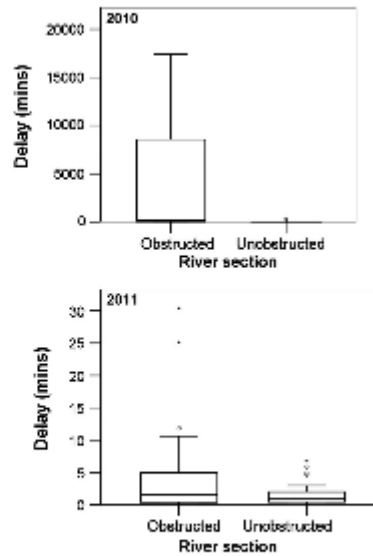 2010
20000
15000
10000
5000
0
Delay (mins)
Obstructed Unobstructed
River section
2011
30
25
20
15
10
5
0
Delay (mins)
Obstructed Unobstructed
River section